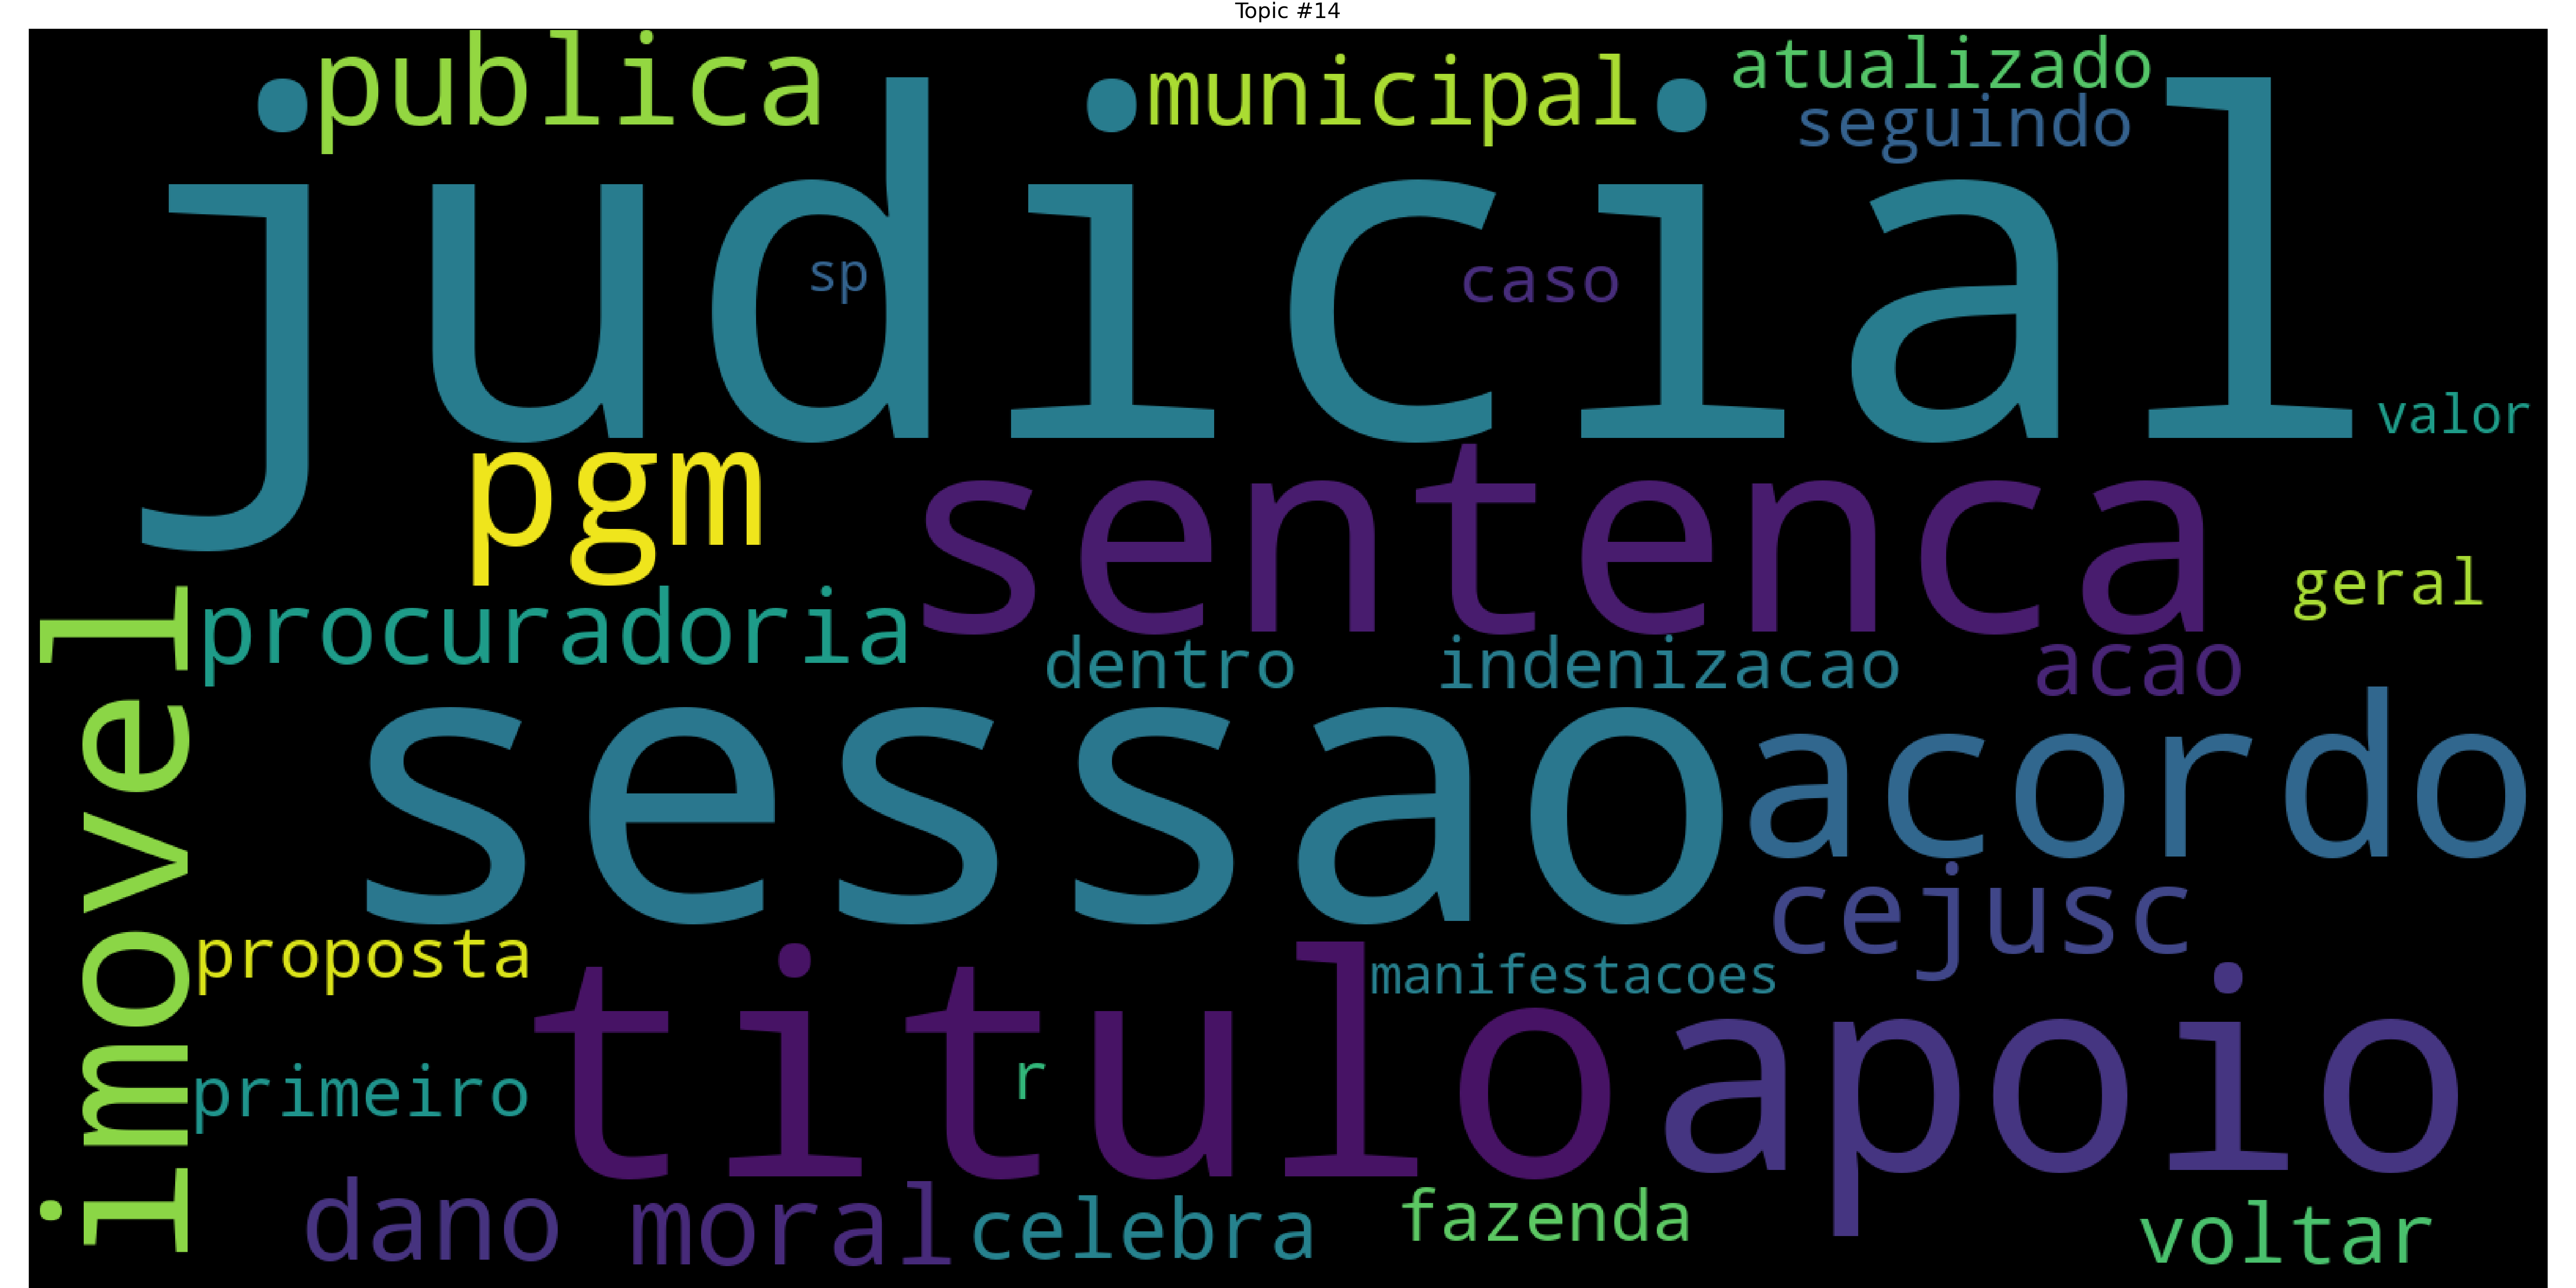 Topic #14
publica
municipal
atualizado
seguindo
judicial
sp
caso
valor
pgm
sentenca
geral
procuradoria
dentro
indenizacao
acao
imovel
sessao
acordo
cejusc
proposta
manifestacoes
titulo
apoio
primeiro
r
dano
moral
celebra
fazenda
voltar